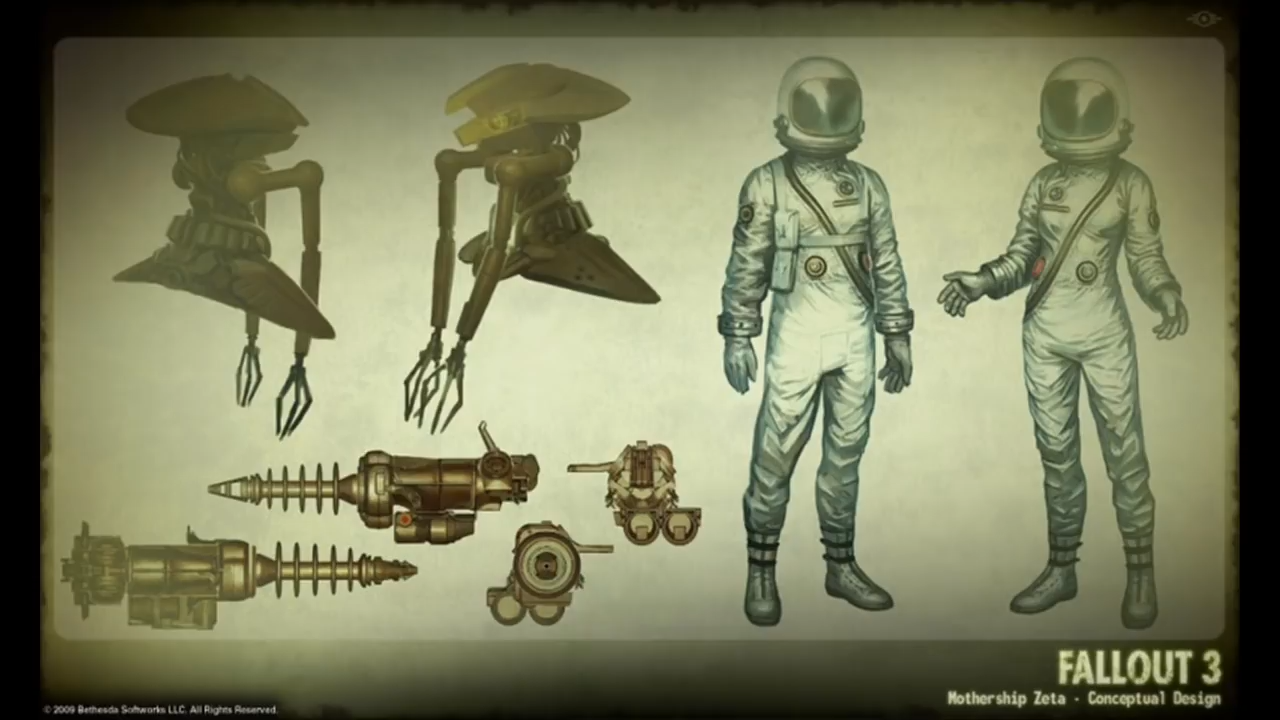 FALLOUT 3
Mothership Zeta - Conceptual Design
© 2009 Bethesda Softworks LLC. All Rights Reserved.